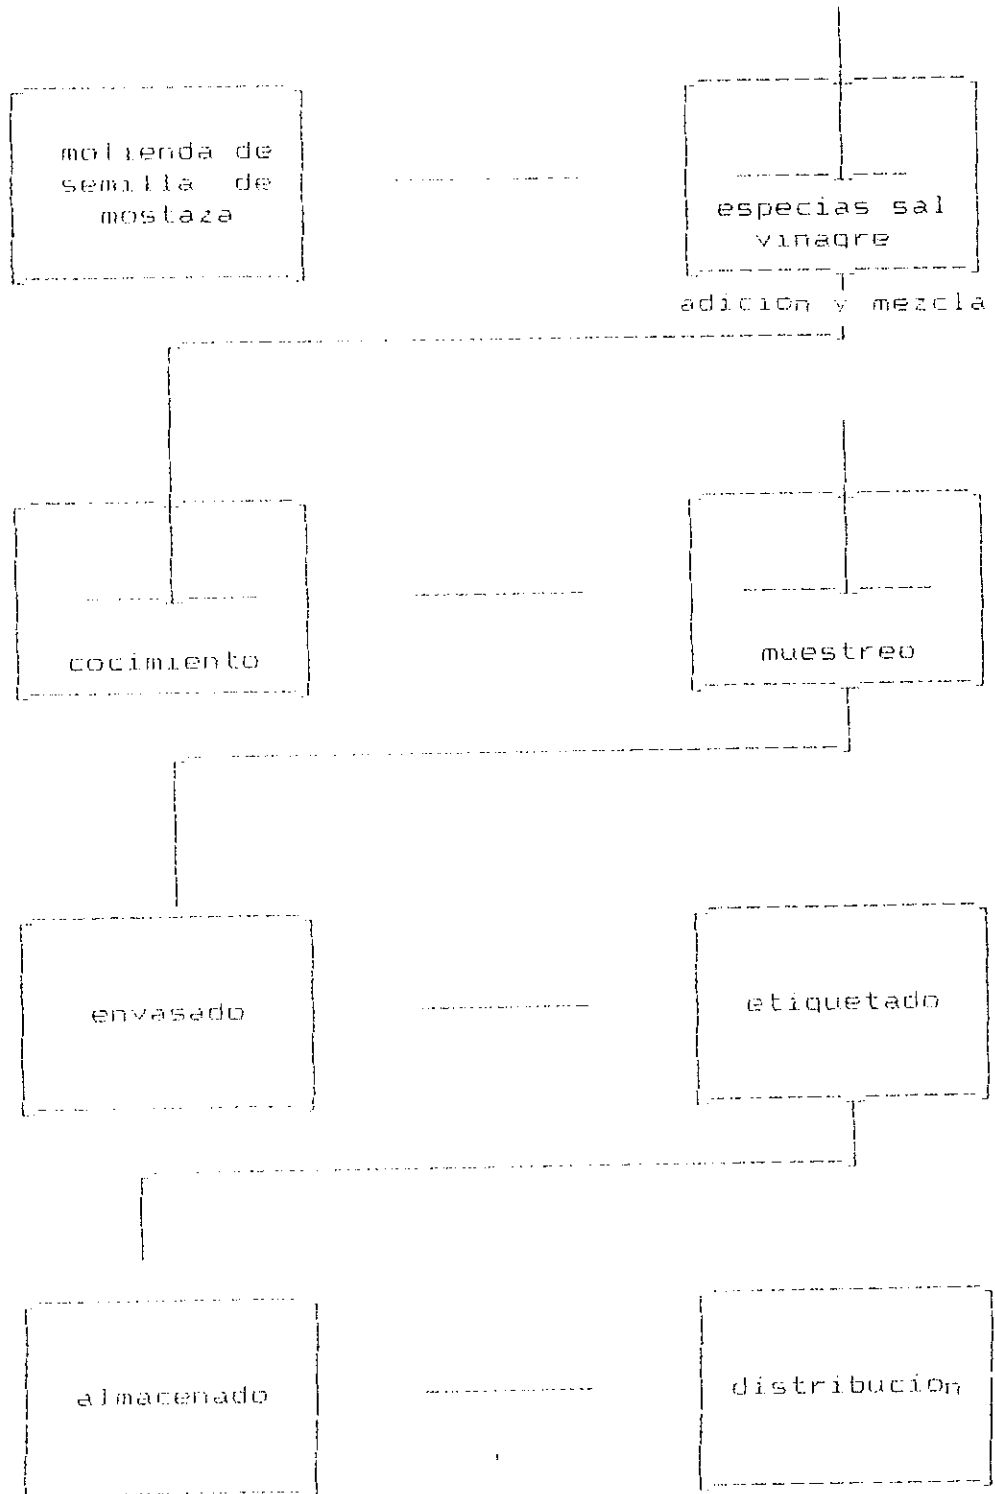 molienda de
semilla de
mostaza
especias sal
vinagre
adicion y mezcla
cocimiento
muestreo
envasado
etiquetado
almacenado
distribucion